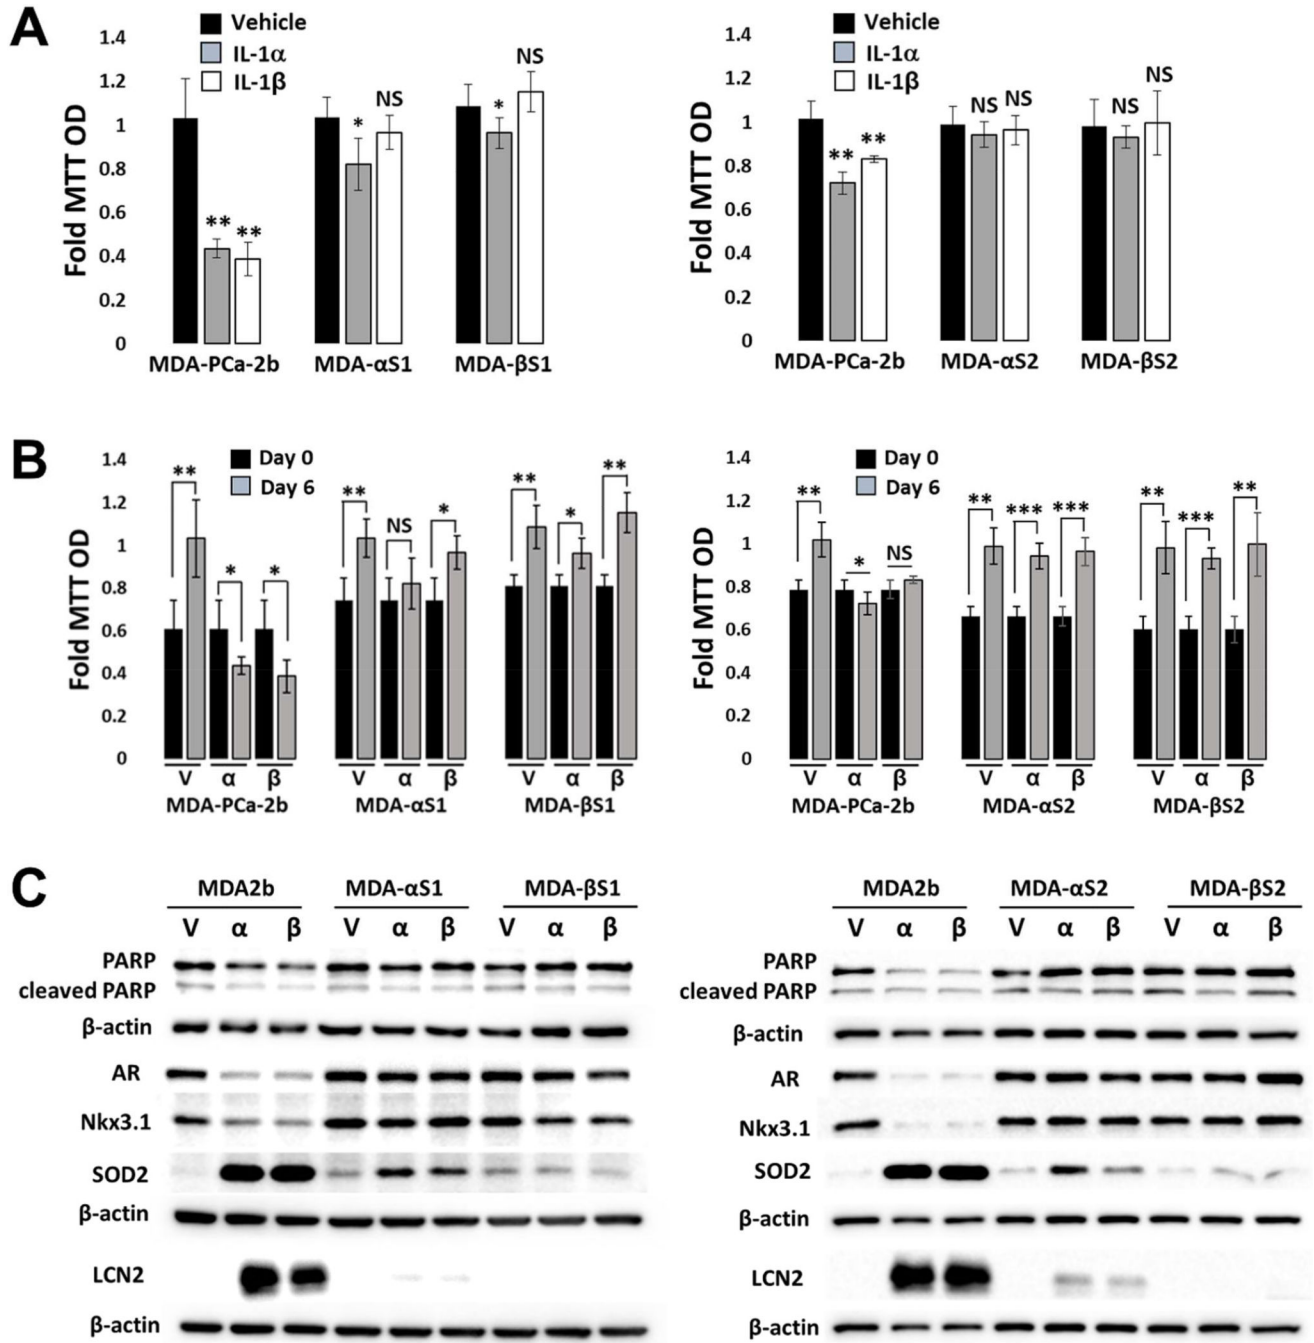 A
Vehicle
IL-1α
IL-1β
Fold MTT OD
1.4
1.2
1
0.8
0.6
0.4
0.2
0
** **
* NS
* NS
MDA-PCa-2b MDA-αS1 MDA-βS1
Vehicle
IL-1α
IL-1β
Fold MTT OD
1.4
1.2
1
0.8
0.6
0.4
0.2
0
** **
NS NS
NS NS
MDA-PCa-2b MDA-αS2 MDA-βS2
B
Day 0
Day 6
Fold MTT OD
1.4
1.2
1
0.8
0.6
0.4
0.2
0
** * *
** NS *
** * **
V α β V α β V α β
MDA-PCa-2b MDA-αS1 MDA-βS1
Day 0
Day 6
Fold MTT OD
1.4
1.2
1
0.8
0.6
0.4
0.2
0
** * NS
** *** ***
** *** **
V α β V α β V α β
MDA-PCa-2b MDA-αS2 MDA-βS2
C
MDA2b MDA-αS1 MDA-βS1
V α β V α β V α β
PARP
cleaved PARP
β-actin
AR
Nkx3.1
SOD2
β-actin
LCN2
β-actin
MDA2b MDA-αS2 MDA-βS2
V α β V α β V α β
PARP
cleaved PARP
β-actin
AR
Nkx3.1
SOD2
β-actin
LCN2
β-actin